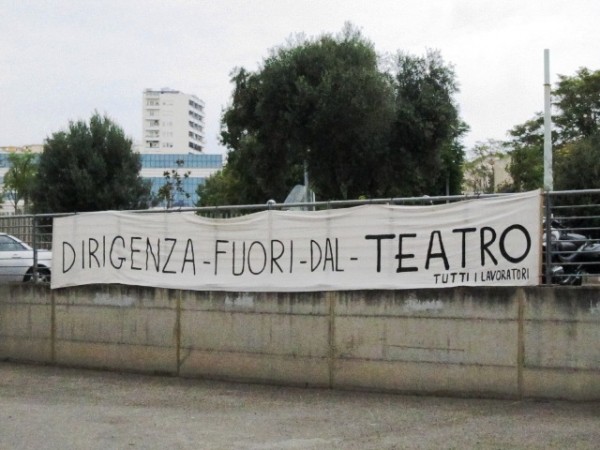 DIRIGENZA-FUORI-DAL-TEATRO
TUTTI I LAVORATORI